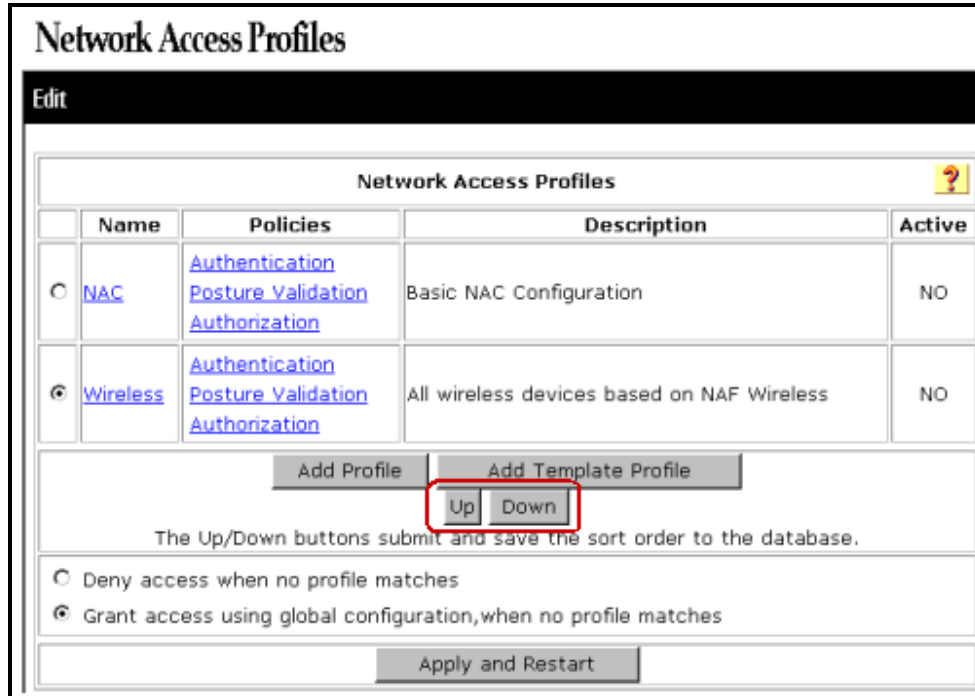 Network Access Profiles
Edit
Network Access Profiles ?
Name Policies Description Active
Authentication
NAC Posture Validation Basic NAC Configuration NO
Authorization
Authentication
Wireless Posture Validation All wireless devices based on NAF Wireless NO
Authorization
Add Profile Add Template Profile
Up Down
The Up/Down buttons submit and save the sort order to the database.
Deny access when no profile matches
Grant access using global configuration,when no profile matches
Apply and Restart